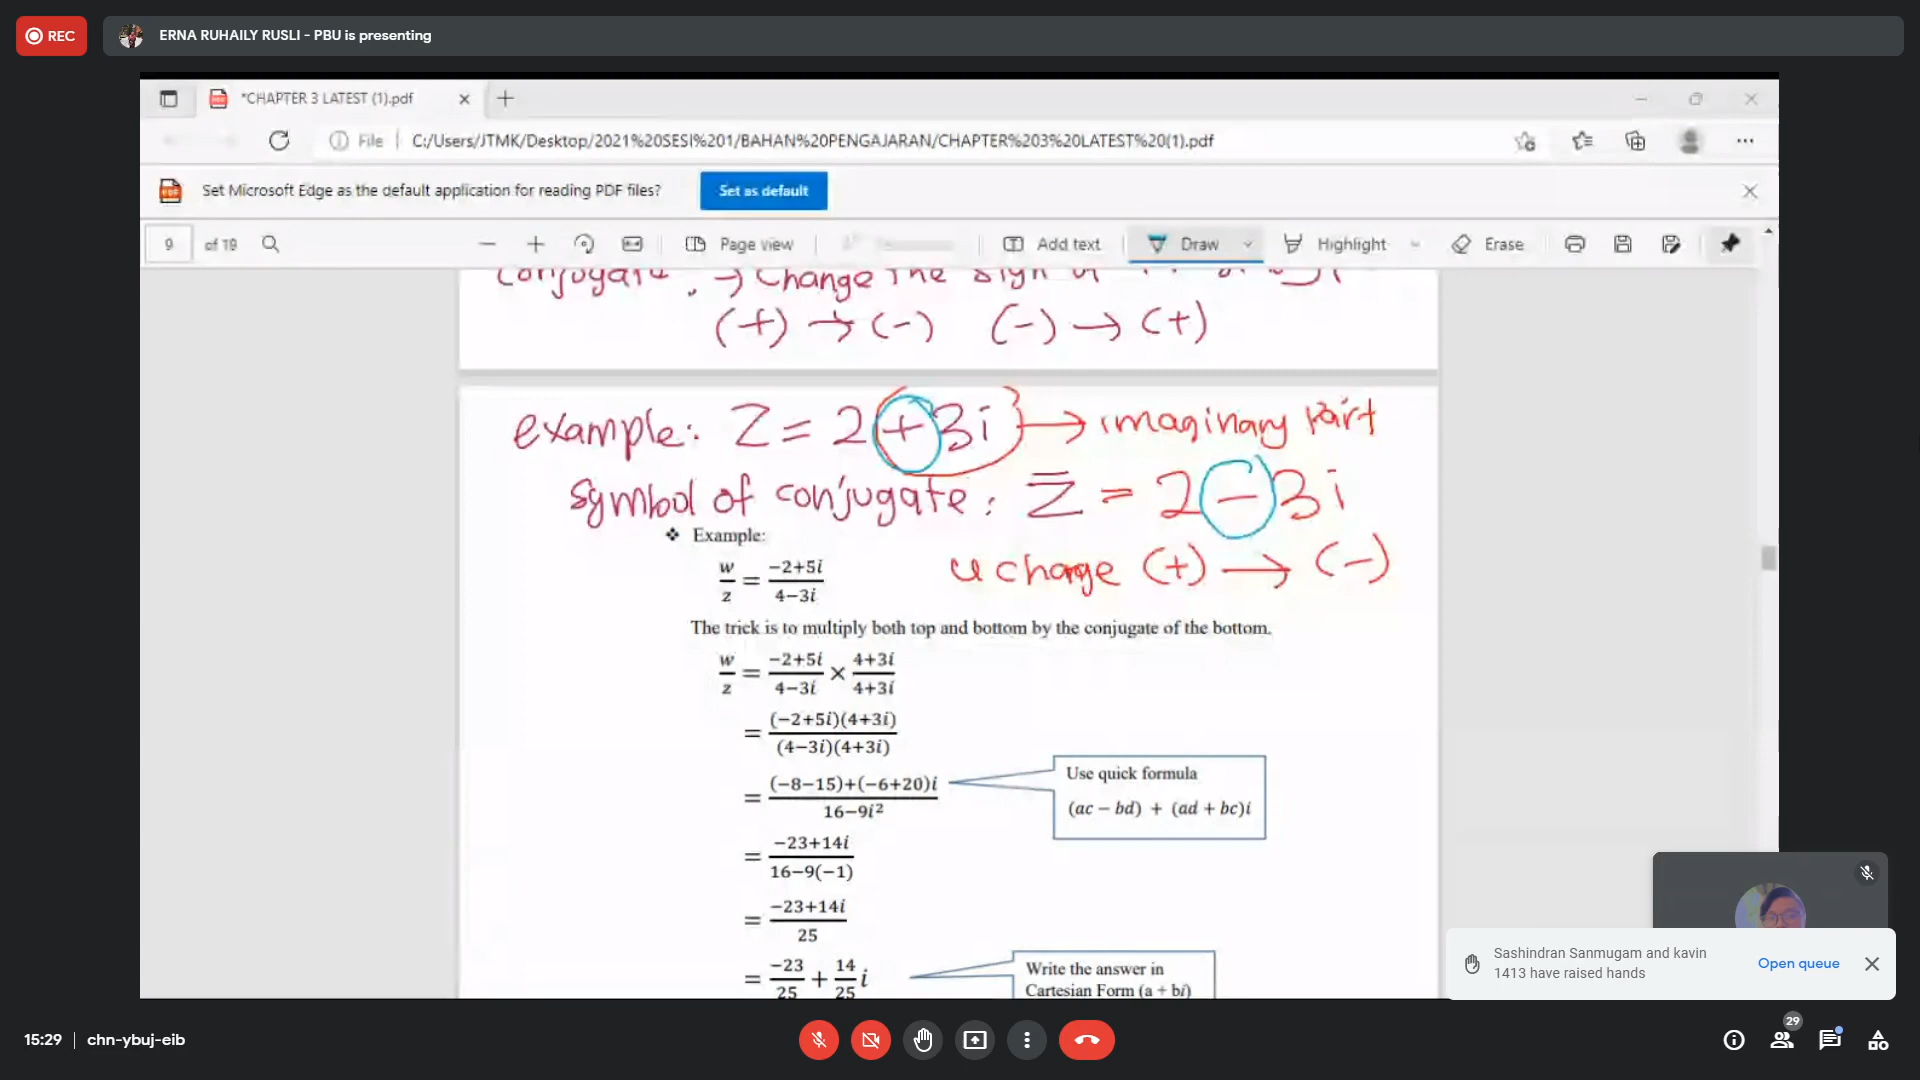 REC
ERNA RUHAILY RUSLI - PBU is presenting
*CHAPTER 3 LATEST (1).pdf
File | C:/Users/JTMK/Desktop/2021%20SESI%201/BAHAN%20PENGAJARAN/CHAPTER%203%20LATEST%20(1).pdf
Set Microsoft Edge as the default application for reading PDF files? Set as default
9 of 19 Page view Add text Draw Highlight Erase
conjugate. → change the sign of
(+) → (-) (-) → (+)
example: Z = 2 + 3i → imaginary part
symbol of conjugate: Z̄ = 2 - 3i
❖ Example:
u change (+) → (-)
w/z = (−2+5i)/(4−3i)
The trick is to multiply both top and bottom by the conjugate of the bottom.
w/z = (−2+5i)/(4−3i) × (4+3i)/(4+3i)
= (−2+5i)(4+3i)/(4−3i)(4+3i)
= ((−8−15)+(−6+20)i)/(16−9i²)
Use quick formula
(ac − bd) + (ad + bc)i
= (−23+14i)/(16−9(−1))
= (−23+14i)/25
= −23/25 + 14/25 i
Write the answer in
Cartesian Form (a + bi)
Sashindran Sanmugam and kavin
1413 have raised hands
Open queue
15:29 | chn-ybuj-eib
29